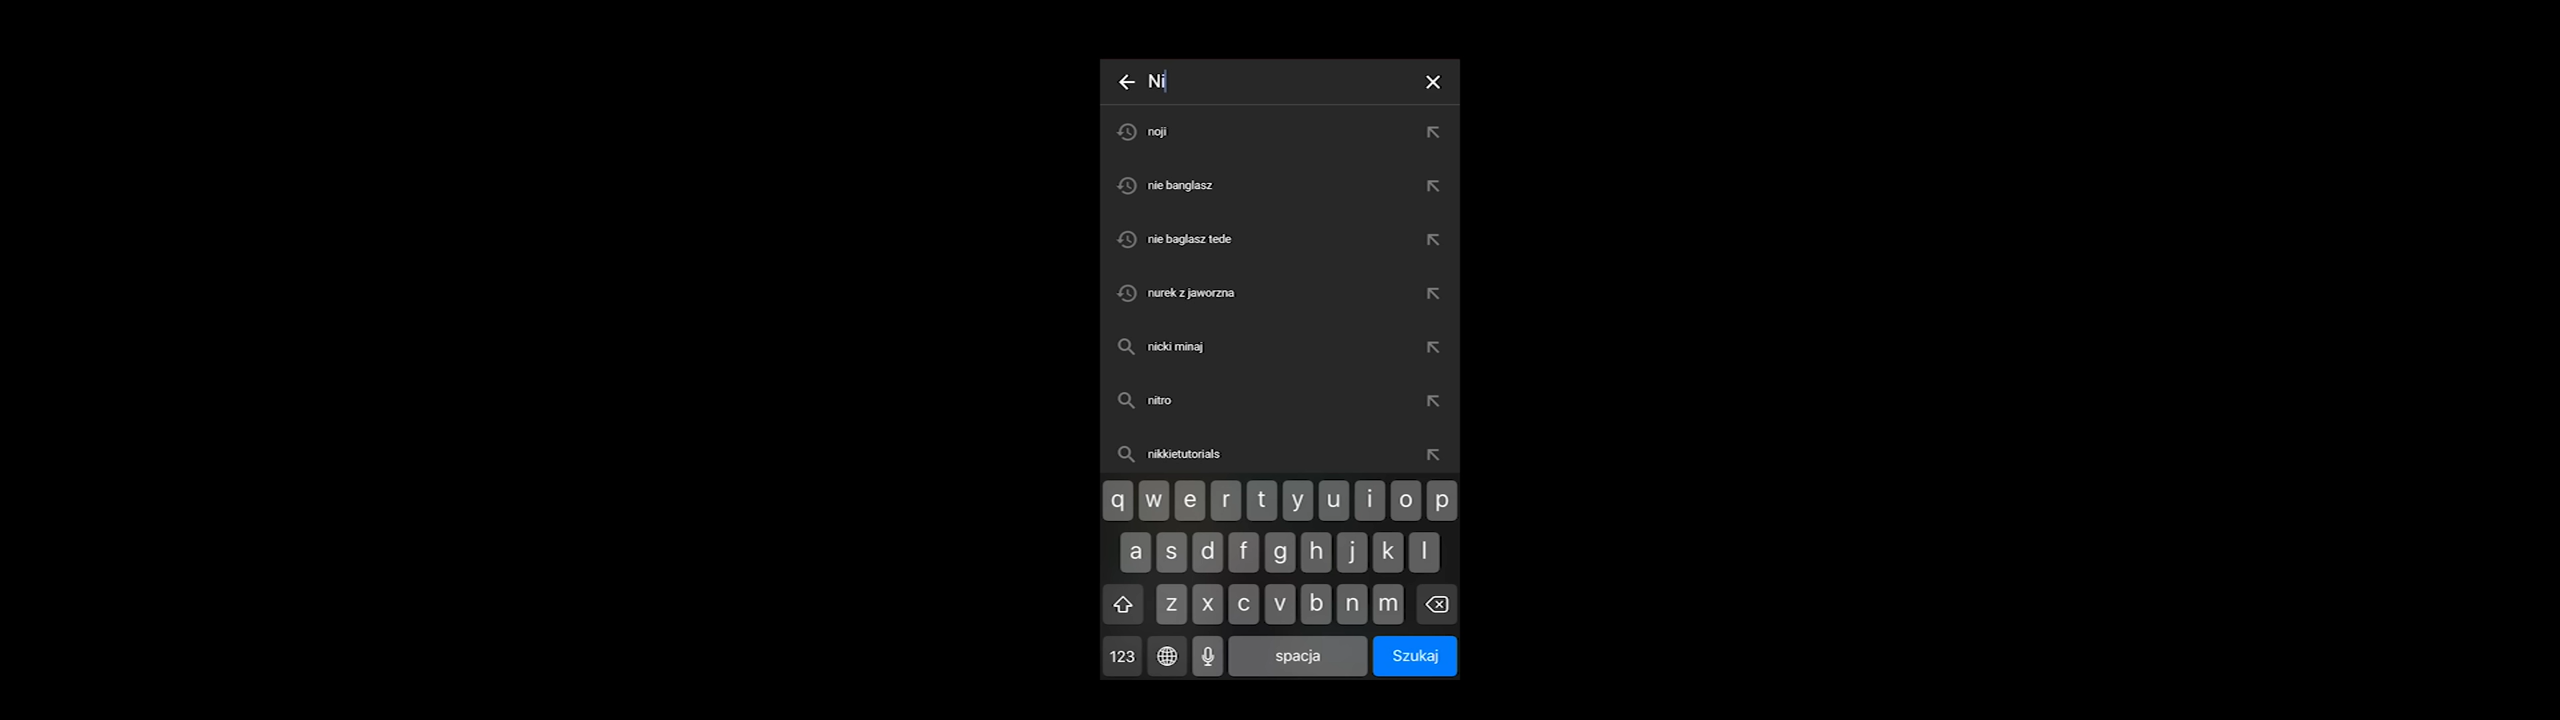 Ni
noji
nie banglasz
nie baglasz tede
nurek z jaworzna
nicki minaj
nitro
nikkietutorials
q w e r t y u i o p
a s d f g h j k l
z x c v b n m
123 spacja Szukaj